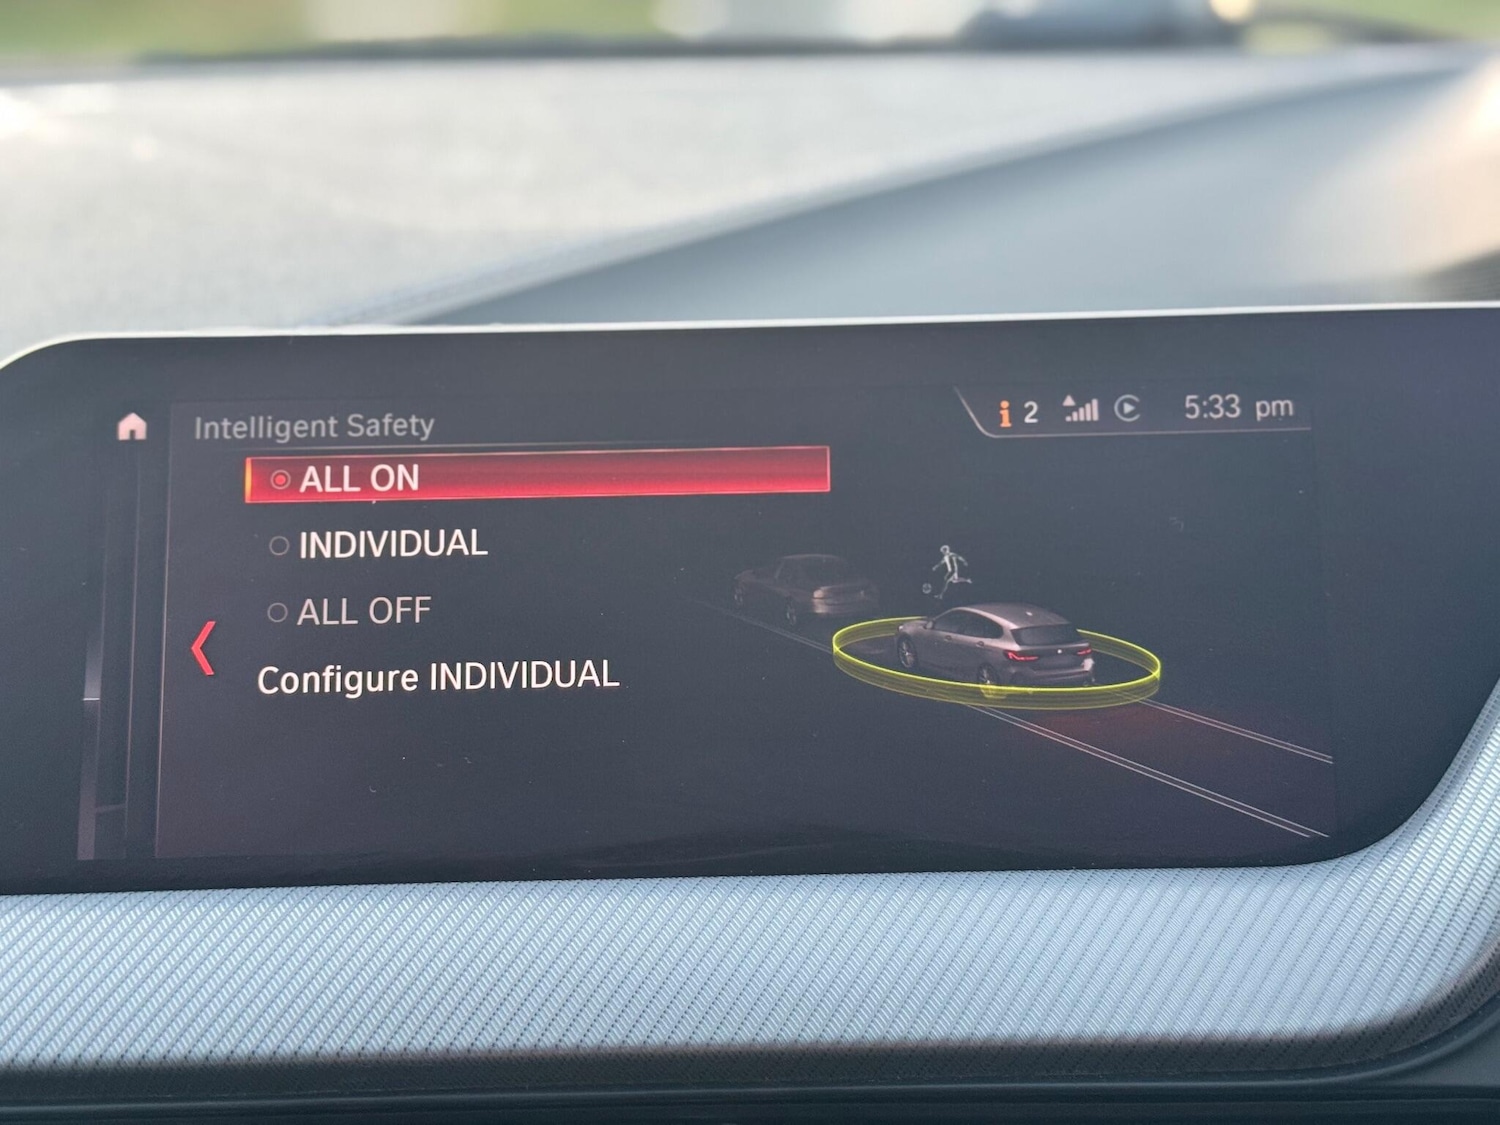 Intelligent Safety
i 2 5:33 pm
ALL ON
INDIVIDUAL
ALL OFF
Configure INDIVIDUAL